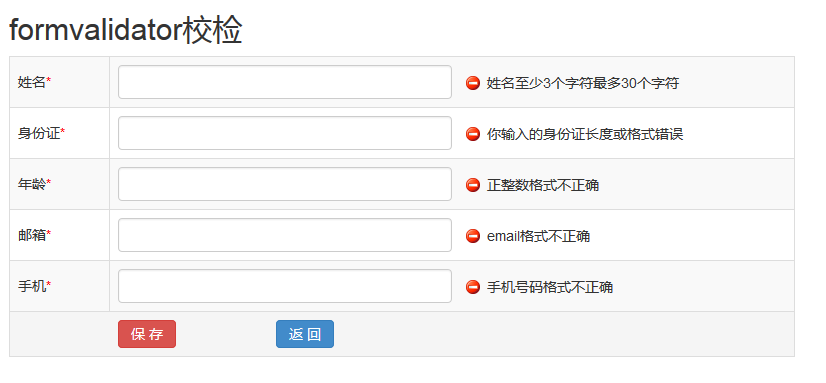 formvalidator校检
姓名* 姓名至少3个字符最多30个字符
身份证* 你输入的身份证长度或格式错误
年龄* 正整数格式不正确
邮箱* email格式不正确
手机* 手机号码格式不正确
保 存 返 回